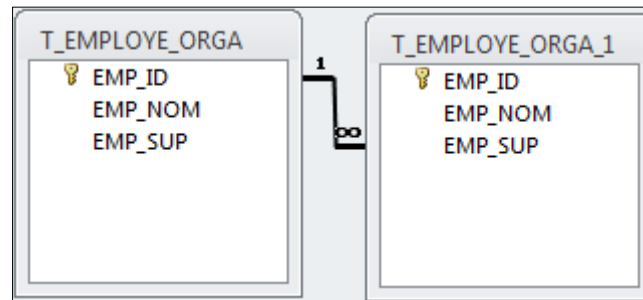 T_EMPLOYE_ORGA
EMP_ID
EMP_NOM
EMP_SUP
1
∞
T_EMPLOYE_ORGA_1
EMP_ID
EMP_NOM
EMP_SUP